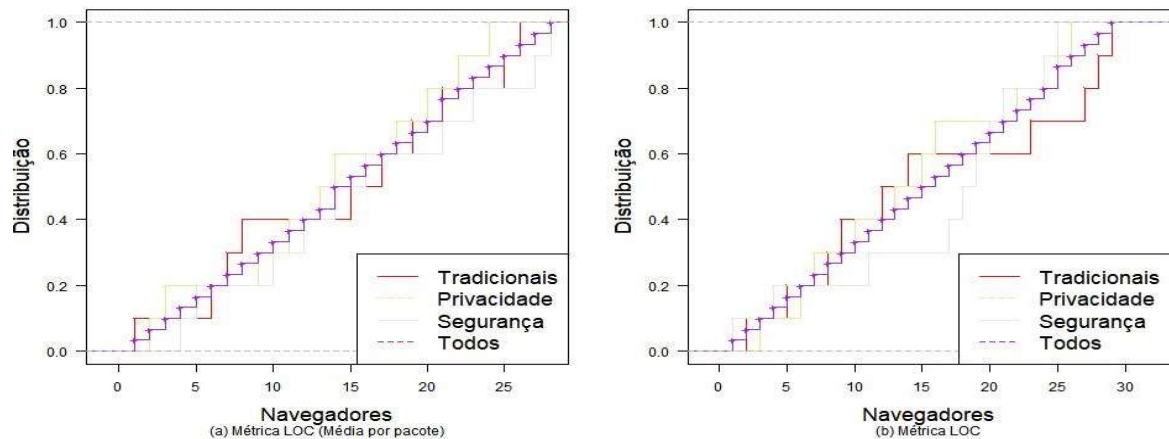 1.0
0.8
0.6
0.4
0.2
0.0
Distribuição
Tradicionais
Privacidade
Segurança
Todos
0 5 10 15 20 25
Navegadores
(a) Métrica LOC (Média por pacote)
1.0
0.8
0.6
0.4
0.2
0.0
Distribuição
Tradicionais
Privacidade
Segurança
Todos
0 5 10 15 20 25 30
Navegadores
(b) Métrica LOC